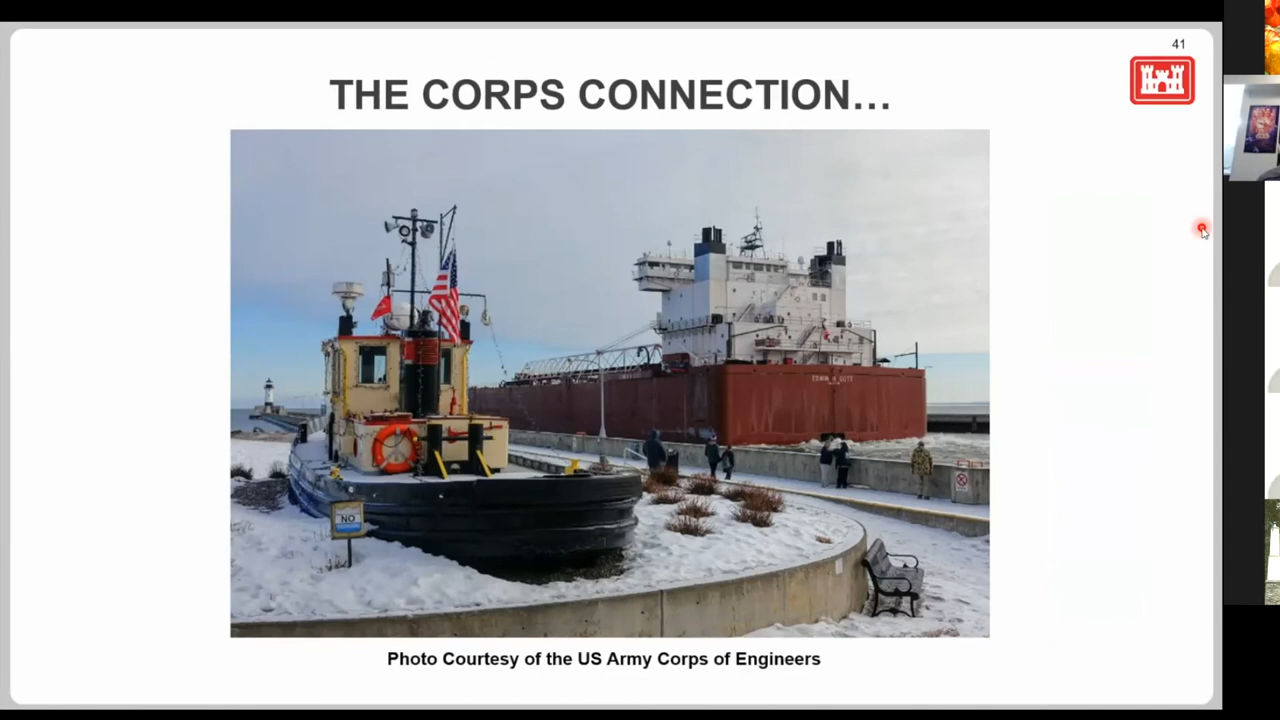 41
THE CORPS CONNECTION…
EDWIN H. GOTT
NO
Photo Courtesy of the US Army Corps of Engineers